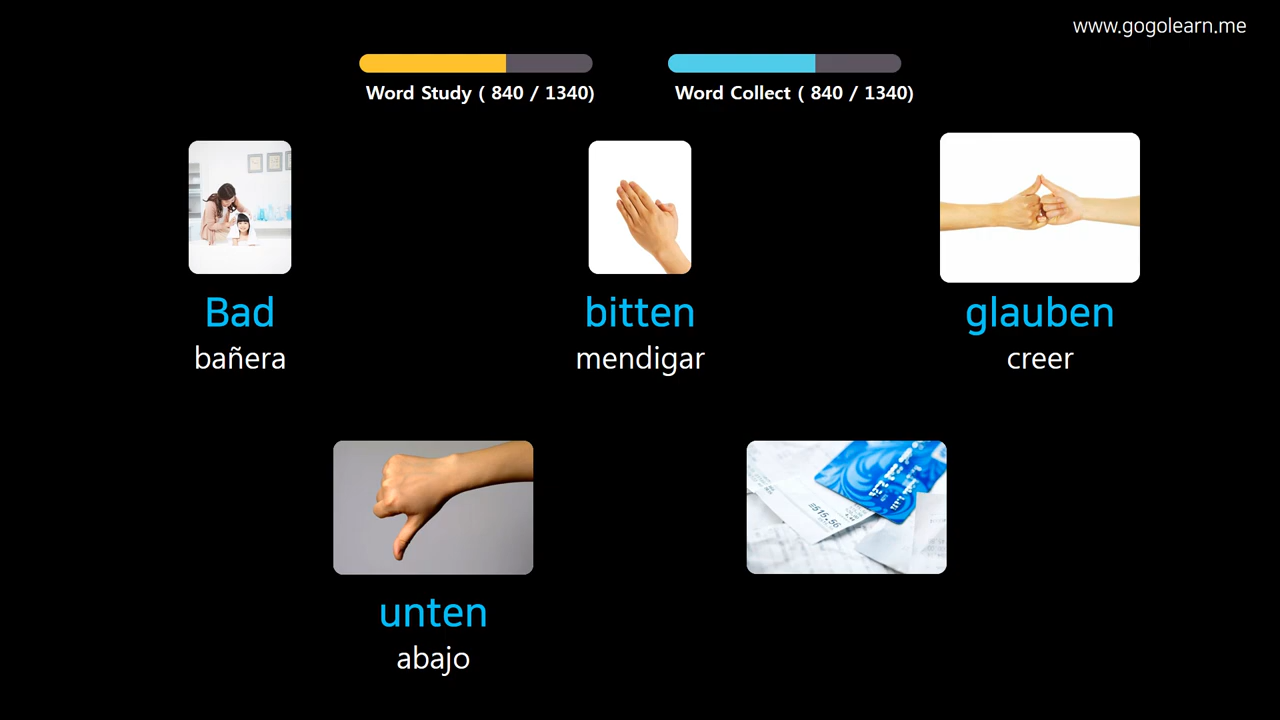 www.gogolearn.me
Word Study ( 840 / 1340)
Word Collect ( 840 / 1340)
Bad
bañera
bitten
mendigar
glauben
creer
unten
abajo